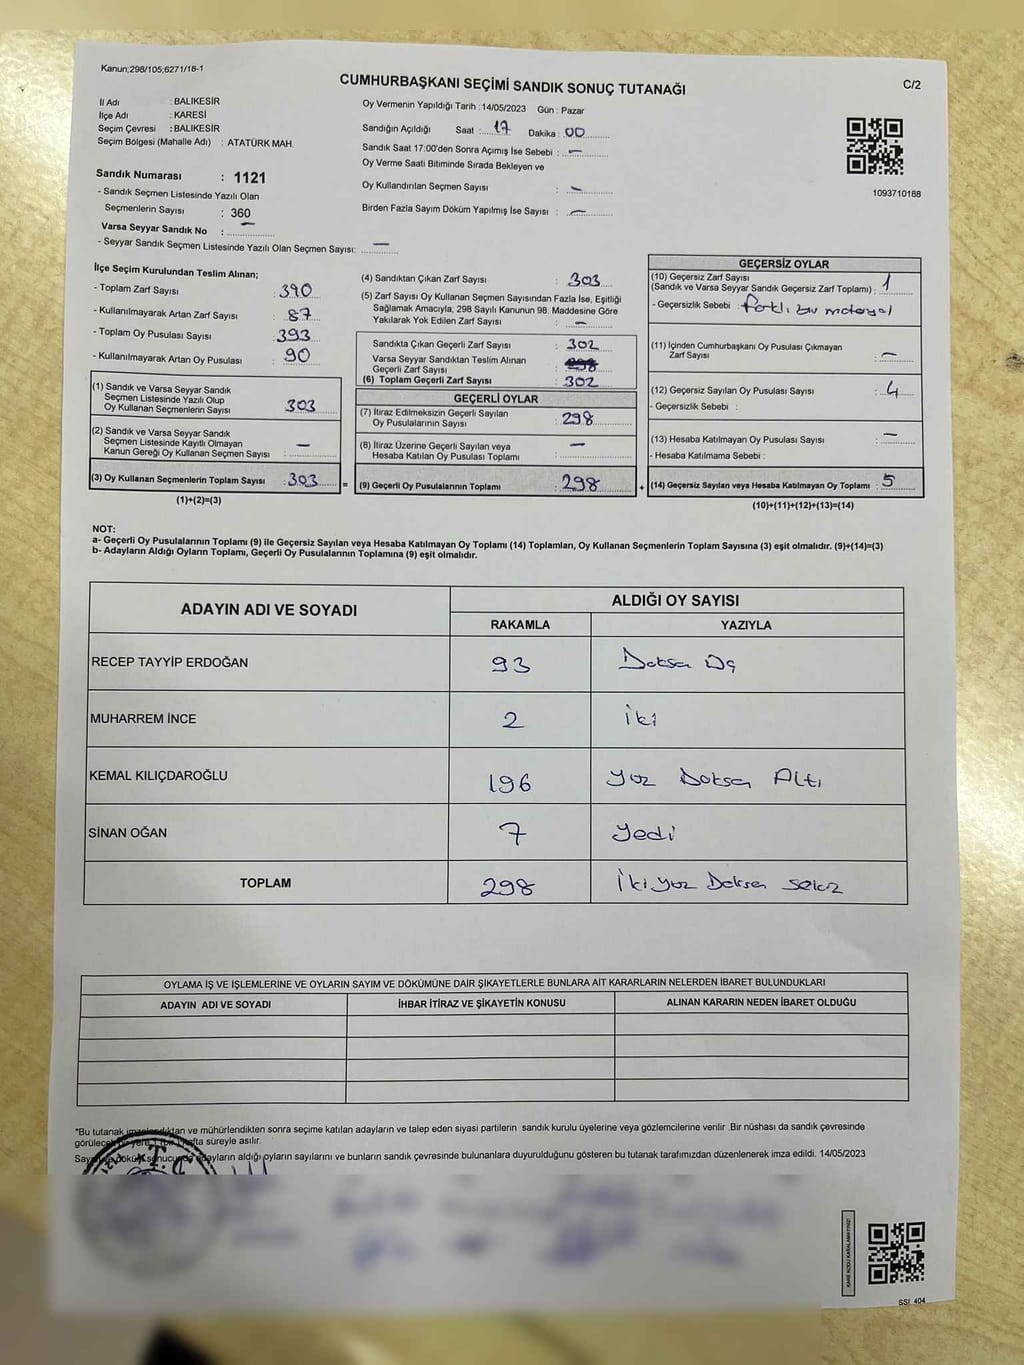 Kanun;298/105;6271/18-1
CUMHURBAŞKANI SEÇİMİ SANDIK SONUÇ TUTANAĞI
C/2
İl Adı : BALIKESİR
İlçe Adı : KARESİ
Seçim Çevresi : BALIKESİR
Seçim Bölgesi (Mahalle Adı) : ATATÜRK MAH.
Sandık Numarası : 1121
- Sandık Seçmen Listesinde Yazılı Olan
Seçmenlerin Sayısı : 360
Varsa Seyyar Sandık No : –
- Seyyar Sandık Seçmen Listesinde Yazılı Olan Seçmen Sayısı: –
Oy Vermenin Yapıldığı Tarih : 14/05/2023 Gün : Pazar
Sandığın Açıldığı Saat : 17 Dakika : 00
Sandık Saat 17:00'den Sonra Açımış İse Sebebi : –
Oy Verme Saati Bitiminde Sırada Bekleyen ve
Oy Kullandırılan Seçmen Sayısı : –
Birden Fazla Sayım Döküm Yapılmış İse Sayısı : –
1093710188
İlçe Seçim Kurulundan Teslim Alınan;
- Toplam Zarf Sayısı : 390
- Kullanılmayarak Artan Zarf Sayısı : 87
- Toplam Oy Pusulası Sayısı : 393
- Kullanılmayarak Artan Oy Pusulası : 90
(1) Sandık ve Varsa Seyyar Sandık
Seçmen Listesinde Yazılı Olup
Oy Kullanan Seçmenlerin Sayısı : 303
(2) Sandık ve Varsa Seyyar Sandık
Seçmen Listesinde Kayıtlı Olmayan
Kanun Gereği Oy Kullanan Seçmen Sayısı : –
(3) Oy Kullanan Seçmenlerin Toplam Sayısı : 303
(1)+(2)=(3)
(4) Sandıktan Çıkan Zarf Sayısı : 303
(5) Zarf Sayısı Oy Kullanan Seçmen Sayısından Fazla İse, Eşitliği
Sağlamak Amacıyla, 298 Sayılı Kanunun 98. Maddesine Göre
Yakılarak Yok Edilen Zarf Sayısı : –
Sandıkta Çıkan Geçerli Zarf Sayısı : 302
Varsa Seyyar Sandıktan Teslim Alınan
Geçerli Zarf Sayısı : 298
(6) Toplam Geçerli Zarf Sayısı : 302
GEÇERLİ OYLAR
(7) İtiraz Edilmeksizin Geçerli Sayılan
Oy Pusulalarının Sayısı : 298
(8) İtiraz Üzerine Geçerli Sayılan veya
Hesaba Katılan Oy Pusulası Toplamı : –
= (9) Geçerli Oy Pusulalarının Toplamı : 298 +
GEÇERSİZ OYLAR
(10) Geçersiz Zarf Sayısı
(Sandık ve Varsa Seyyar Sandık Geçersiz Zarf Toplamı) : 1
- Geçersizlik Sebebi : Farklı bir materyal
(11) İçinden Cumhurbaşkanı Oy Pusulası Çıkmayan
Zarf Sayısı : –
(12) Geçersiz Sayılan Oy Pusulası Sayısı : 4
- Geçersizlik Sebebi :
(13) Hesaba Katılmayan Oy Pusulası Sayısı : –
- Hesaba Katılmama Sebebi :
(14) Geçersiz Sayılan veya Hesaba Katılmayan Oy Toplamı : 5
(10)+(11)+(12)+(13)=(14)
NOT:
a- Geçerli Oy Pusulalarının Toplamı (9) ile Geçersiz Sayılan veya Hesaba Katılmayan Oy Toplamı (14) Toplamları, Oy Kullanan Seçmenlerin Toplam Sayısına (3) eşit olmalıdır. (9)+(14)=(3)
b- Adayların Aldığı Oyların Toplamı, Geçerli Oy Pusulalarının Toplamına (9) eşit olmalıdır.
ADAYIN ADI VE SOYADI
ALDIĞI OY SAYISI
RAKAMLA YAZIYLA
RECEP TAYYİP ERDOĞAN 93 Doksan Üç
MUHARREM İNCE 2 İki
KEMAL KILIÇDAROĞLU 196 Yüz Doksan Altı
SİNAN OĞAN 7 Yedi
TOPLAM 298 İkiyüz Doksan Sekiz
OYLAMA İŞ VE İŞLEMLERİNE VE OYLARIN SAYIM VE DÖKÜMÜNE DAİR ŞİKAYETLERLE BUNLARA AİT KARARLARIN NELERDEN İBARET BULUNDUKLARI
ADAYIN ADI VE SOYADI İHBAR İTİRAZ VE ŞİKAYETİN KONUSU ALINAN KARARIN NEDEN İBARET OLDUĞU
*Bu tutanak imzalandıktan ve mühürlendikten sonra seçime katılan adayların ve talep eden siyasi partilerin sandık kurulu üyelerine veya gözlemcilerine verilir .Bir nüshası da sandık çevresinde
görülecek bir yere 1 (bir) hafta süreyle asılır.
Sayım ve döküm sonucunda adayların aldığı oyların sayılarını ve bunların sandık çevresinde bulunanlara duyurulduğunu gösteren bu tutanak tarafımızdan düzenlenerek imza edildi. 14/05/2023
T.C
KARE KODU KARALAMAYINIZ!
SSİ: 404